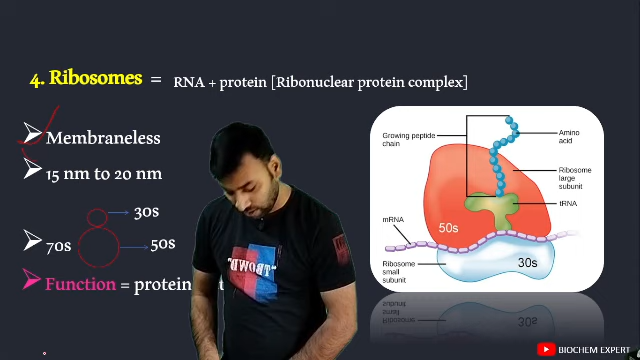 4. Ribosomes = RNA + protein [Ribonuclear protein complex]
Membraneless
15 nm to 20 nm
30s
70s
50s
Function = protein
Growing peptide
chain
Amino
acid
Ribosome
large
subunit
tRNA
mRNA
50s
Ribosome
small
subunit
30s
BIOCHEM EXPERT